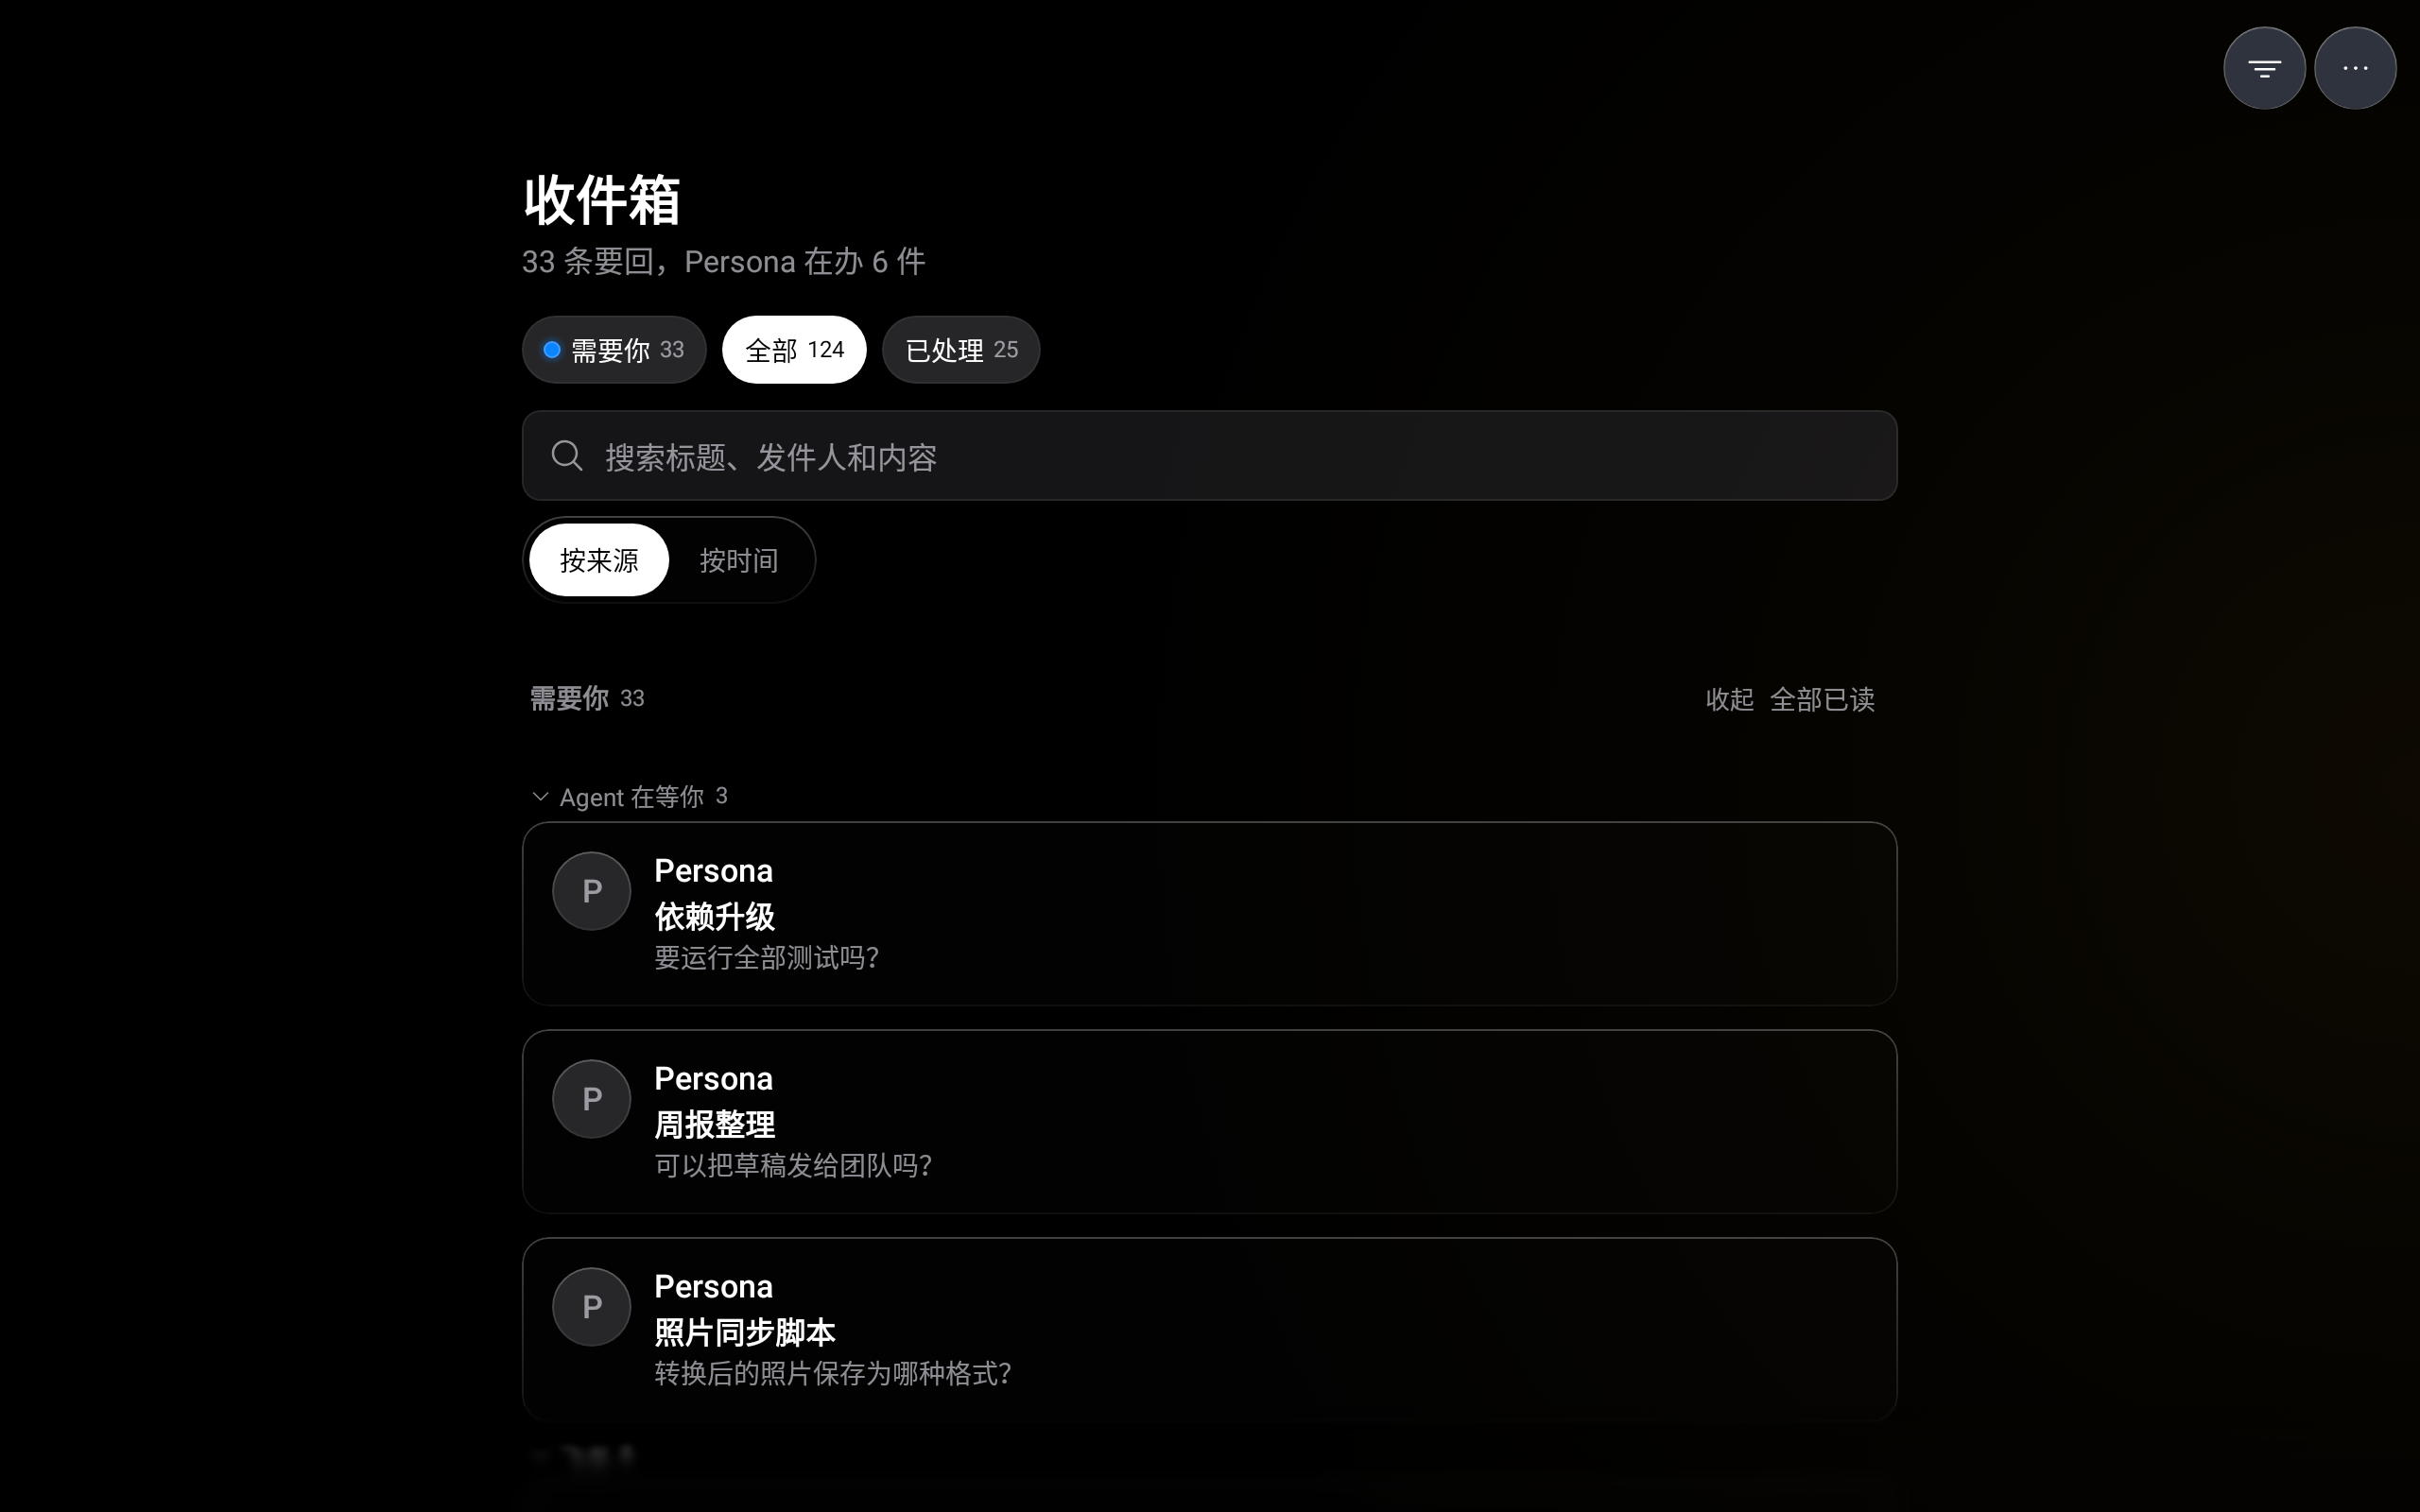 收件箱
33 条要回，Persona 在办 6 件
需要你 33 全部 124 已处理 25
搜索标题、发件人和内容
按来源 按时间
需要你 33 收起 全部已读
Agent 在等你 3
P
Persona
依赖升级
要运行全部测试吗？
P
Persona
周报整理
可以把草稿发给团队吗？
P
Persona
照片同步脚本
转换后的照片保存为哪种格式？